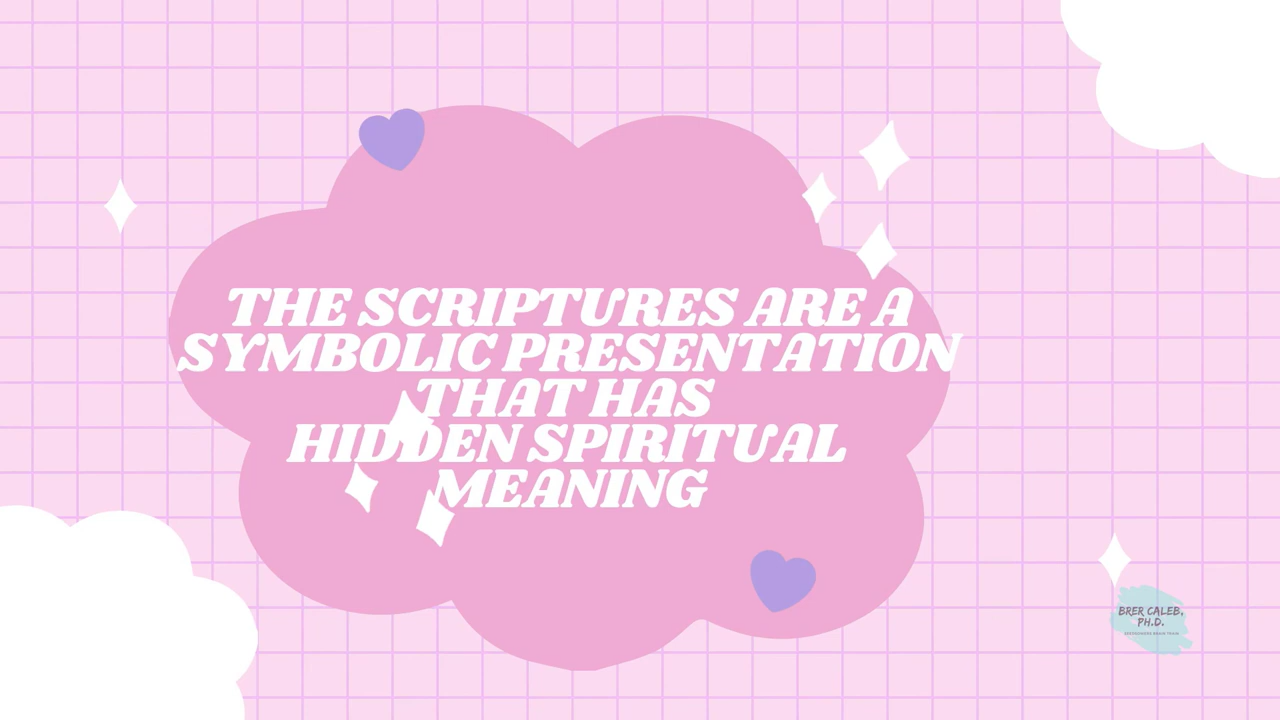 THE SCRIPTURES ARE A
SYMBOLIC PRESENTATION
THAT HAS
HIDDEN SPIRITUAL
MEANING
BRER CALEB,
PH.D.